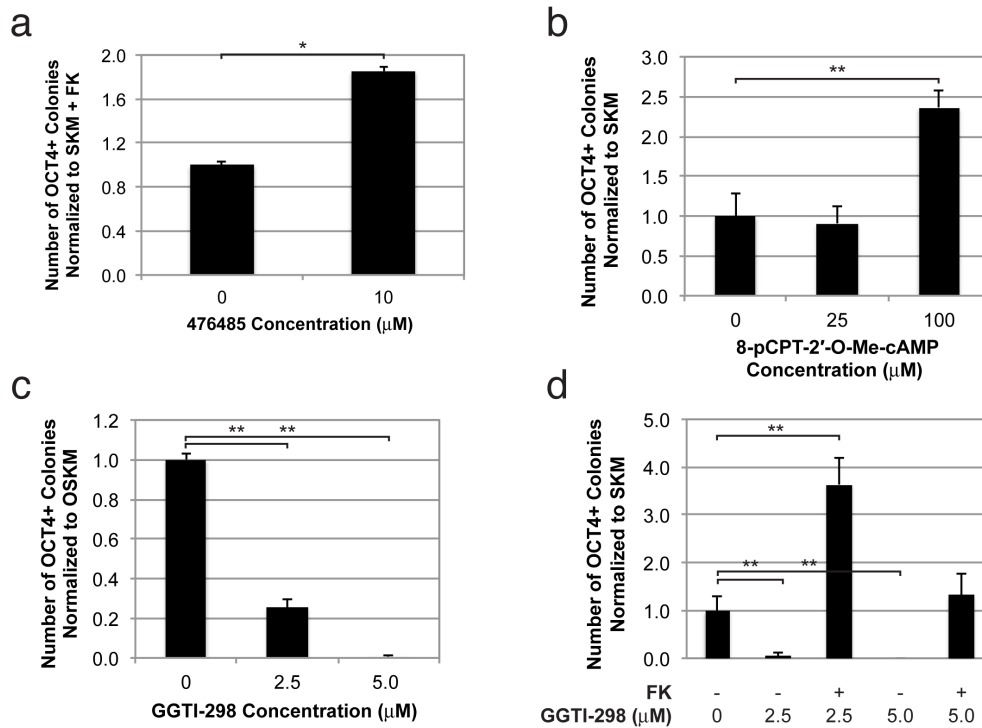 a
Number of OCT4+ Colonies
Normalized to SKM + FK
2.0
1.6
1.2
0.8
0.4
0.0
*
0 10
476485 Concentration (μM)
b
Number of OCT4+ Colonies
Normalized to SKM
3.0
2.5
2.0
1.5
1.0
0.5
0.0
**
0 25 100
8-pCPT-2′-O-Me-cAMP
Concentration (μM)
c
Number of OCT4+ Colonies
Normalized to OSKM
1.2
1.0
0.8
0.6
0.4
0.2
0.0
** **
0 2.5 5.0
GGTI-298 Concentration (μM)
d
Number of OCT4+ Colonies
Normalized to SKM
5.0
4.0
3.0
2.0
1.0
0.0
**
** **
FK - - + - +
GGTI-298 (μM) 0 2.5 2.5 5.0 5.0